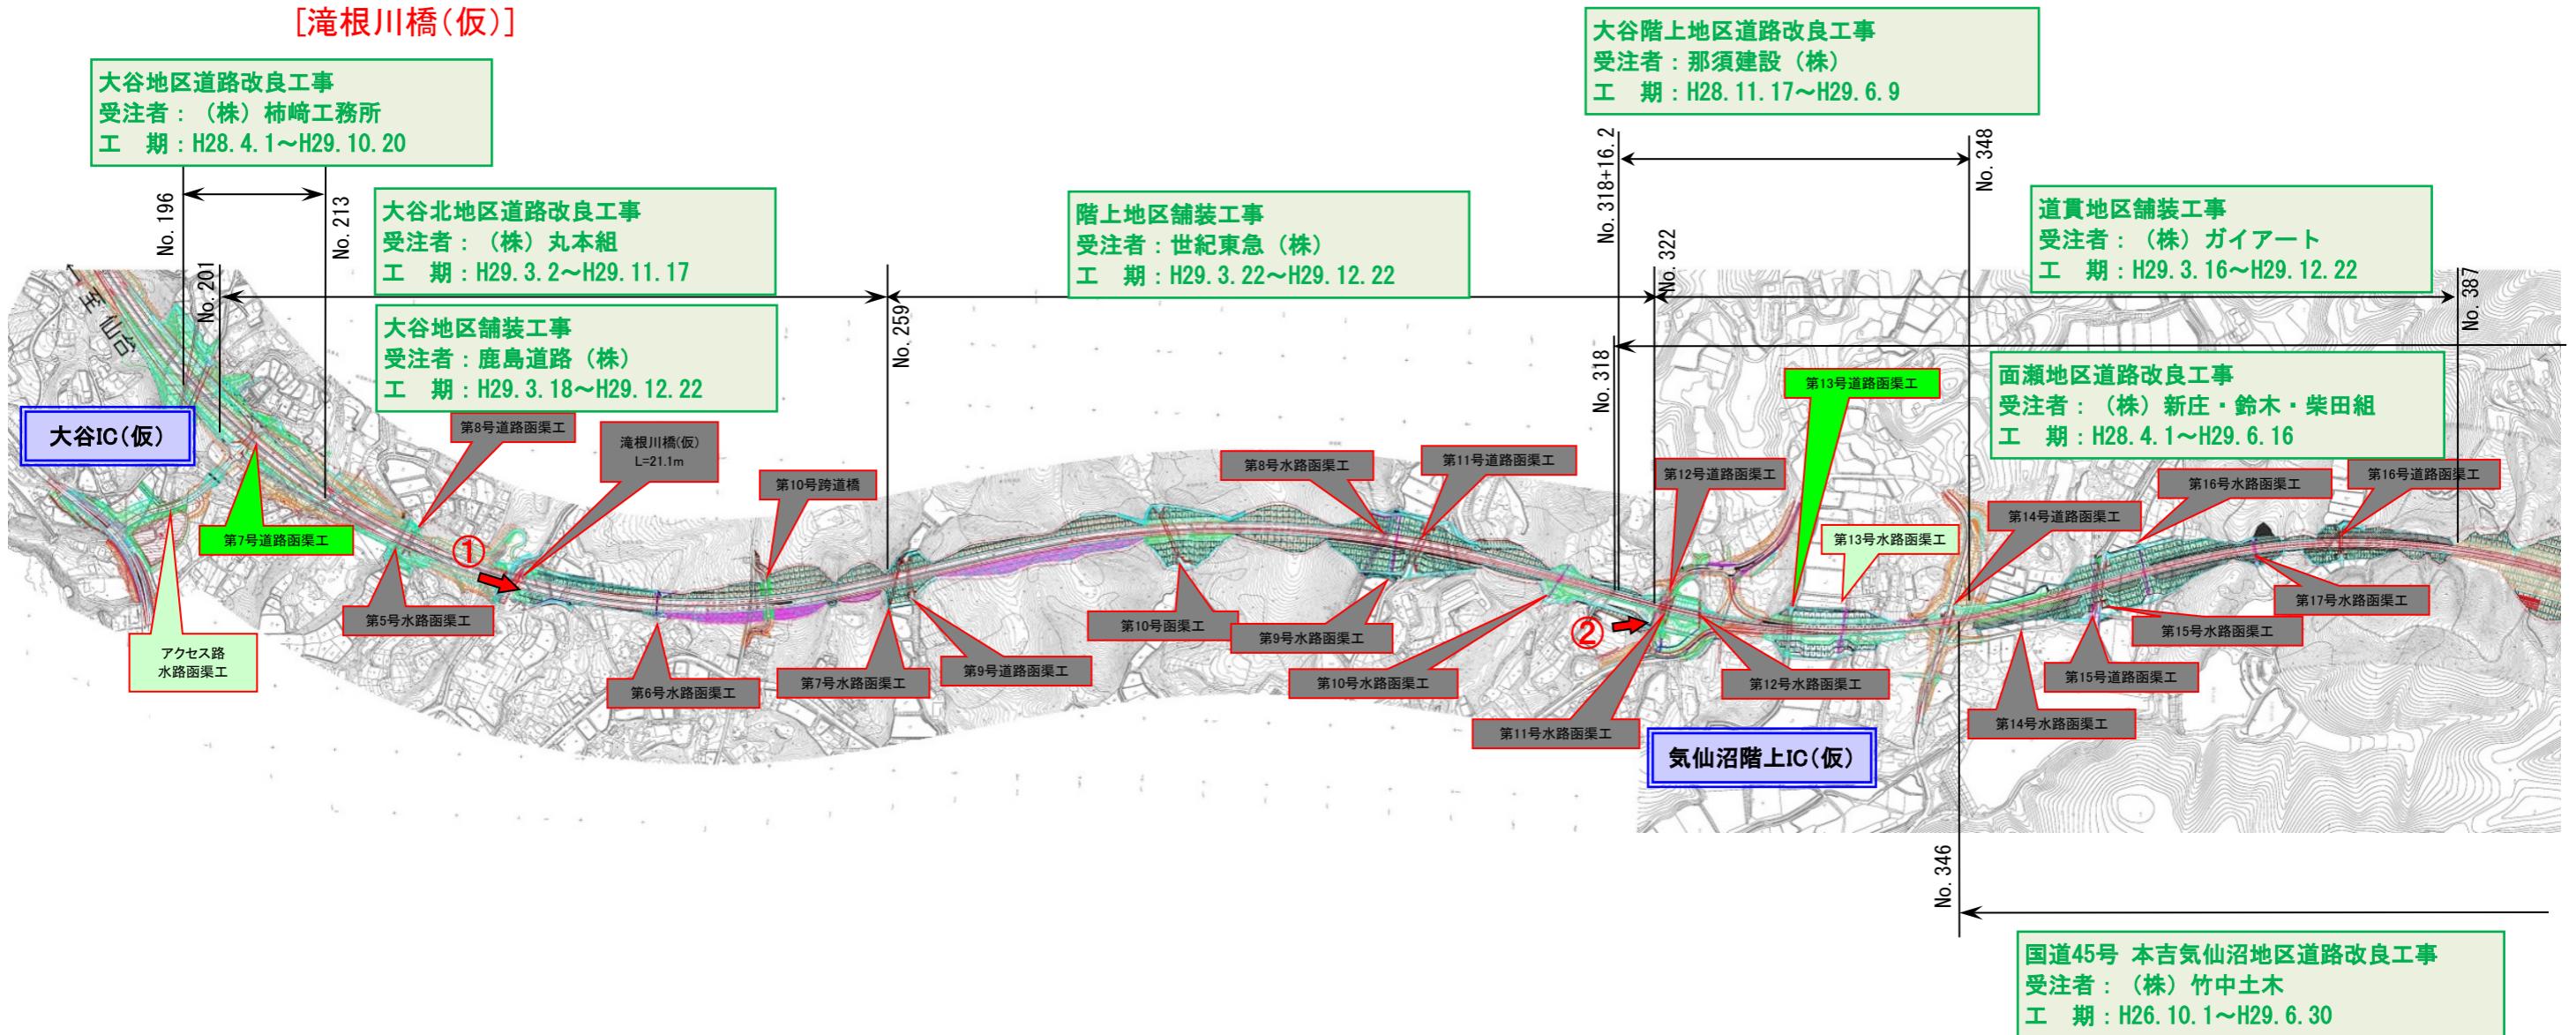 [滝根川橋(仮)]
大谷地区道路改良工事
受注者：（株）柿﨑工務所
工　期：H28.4.1～H29.10.20
大谷階上地区道路改良工事
受注者：那須建設（株）
工　期：H28.11.17～H29.6.9
No.196
No.213
No.318+16.2
No.348
大谷北地区道路改良工事
受注者：（株）丸本組
工　期：H29.3.2～H29.11.17
階上地区舗装工事
受注者：世紀東急（株）
工　期：H29.3.22～H29.12.22
道貫地区舗装工事
受注者：（株）ガイアート
工　期：H29.3.16～H29.12.22
No.201
No.259
No.322
No.387
至 仙台
大谷地区舗装工事
受注者：鹿島道路（株）
工　期：H29.3.18～H29.12.22
No.318
面瀬地区道路改良工事
受注者：（株）新庄・鈴木・柴田組
工　期：H28.4.1～H29.6.16
大谷IC(仮)
第8号道路函渠工
滝根川橋(仮)
L=21.1m
第10号跨道橋
第8号水路函渠工
第11号道路函渠工
第12号道路函渠工
第13号道路函渠工
第13号水路函渠工
第14号道路函渠工
第16号水路函渠工
第16号道路函渠工
第7号道路函渠工
①
②
第5号水路函渠工
アクセス路
水路函渠工
第6号水路函渠工
第7号水路函渠工
第9号道路函渠工
第10号函渠工
第9号水路函渠工
第10号水路函渠工
第11号水路函渠工
第12号水路函渠工
第14号水路函渠工
第15号道路函渠工
第15号水路函渠工
第17号水路函渠工
気仙沼階上IC(仮)
No.346
国道45号 本吉気仙沼地区道路改良工事
受注者：（株）竹中土木
工　期：H26.10.1～H29.6.30